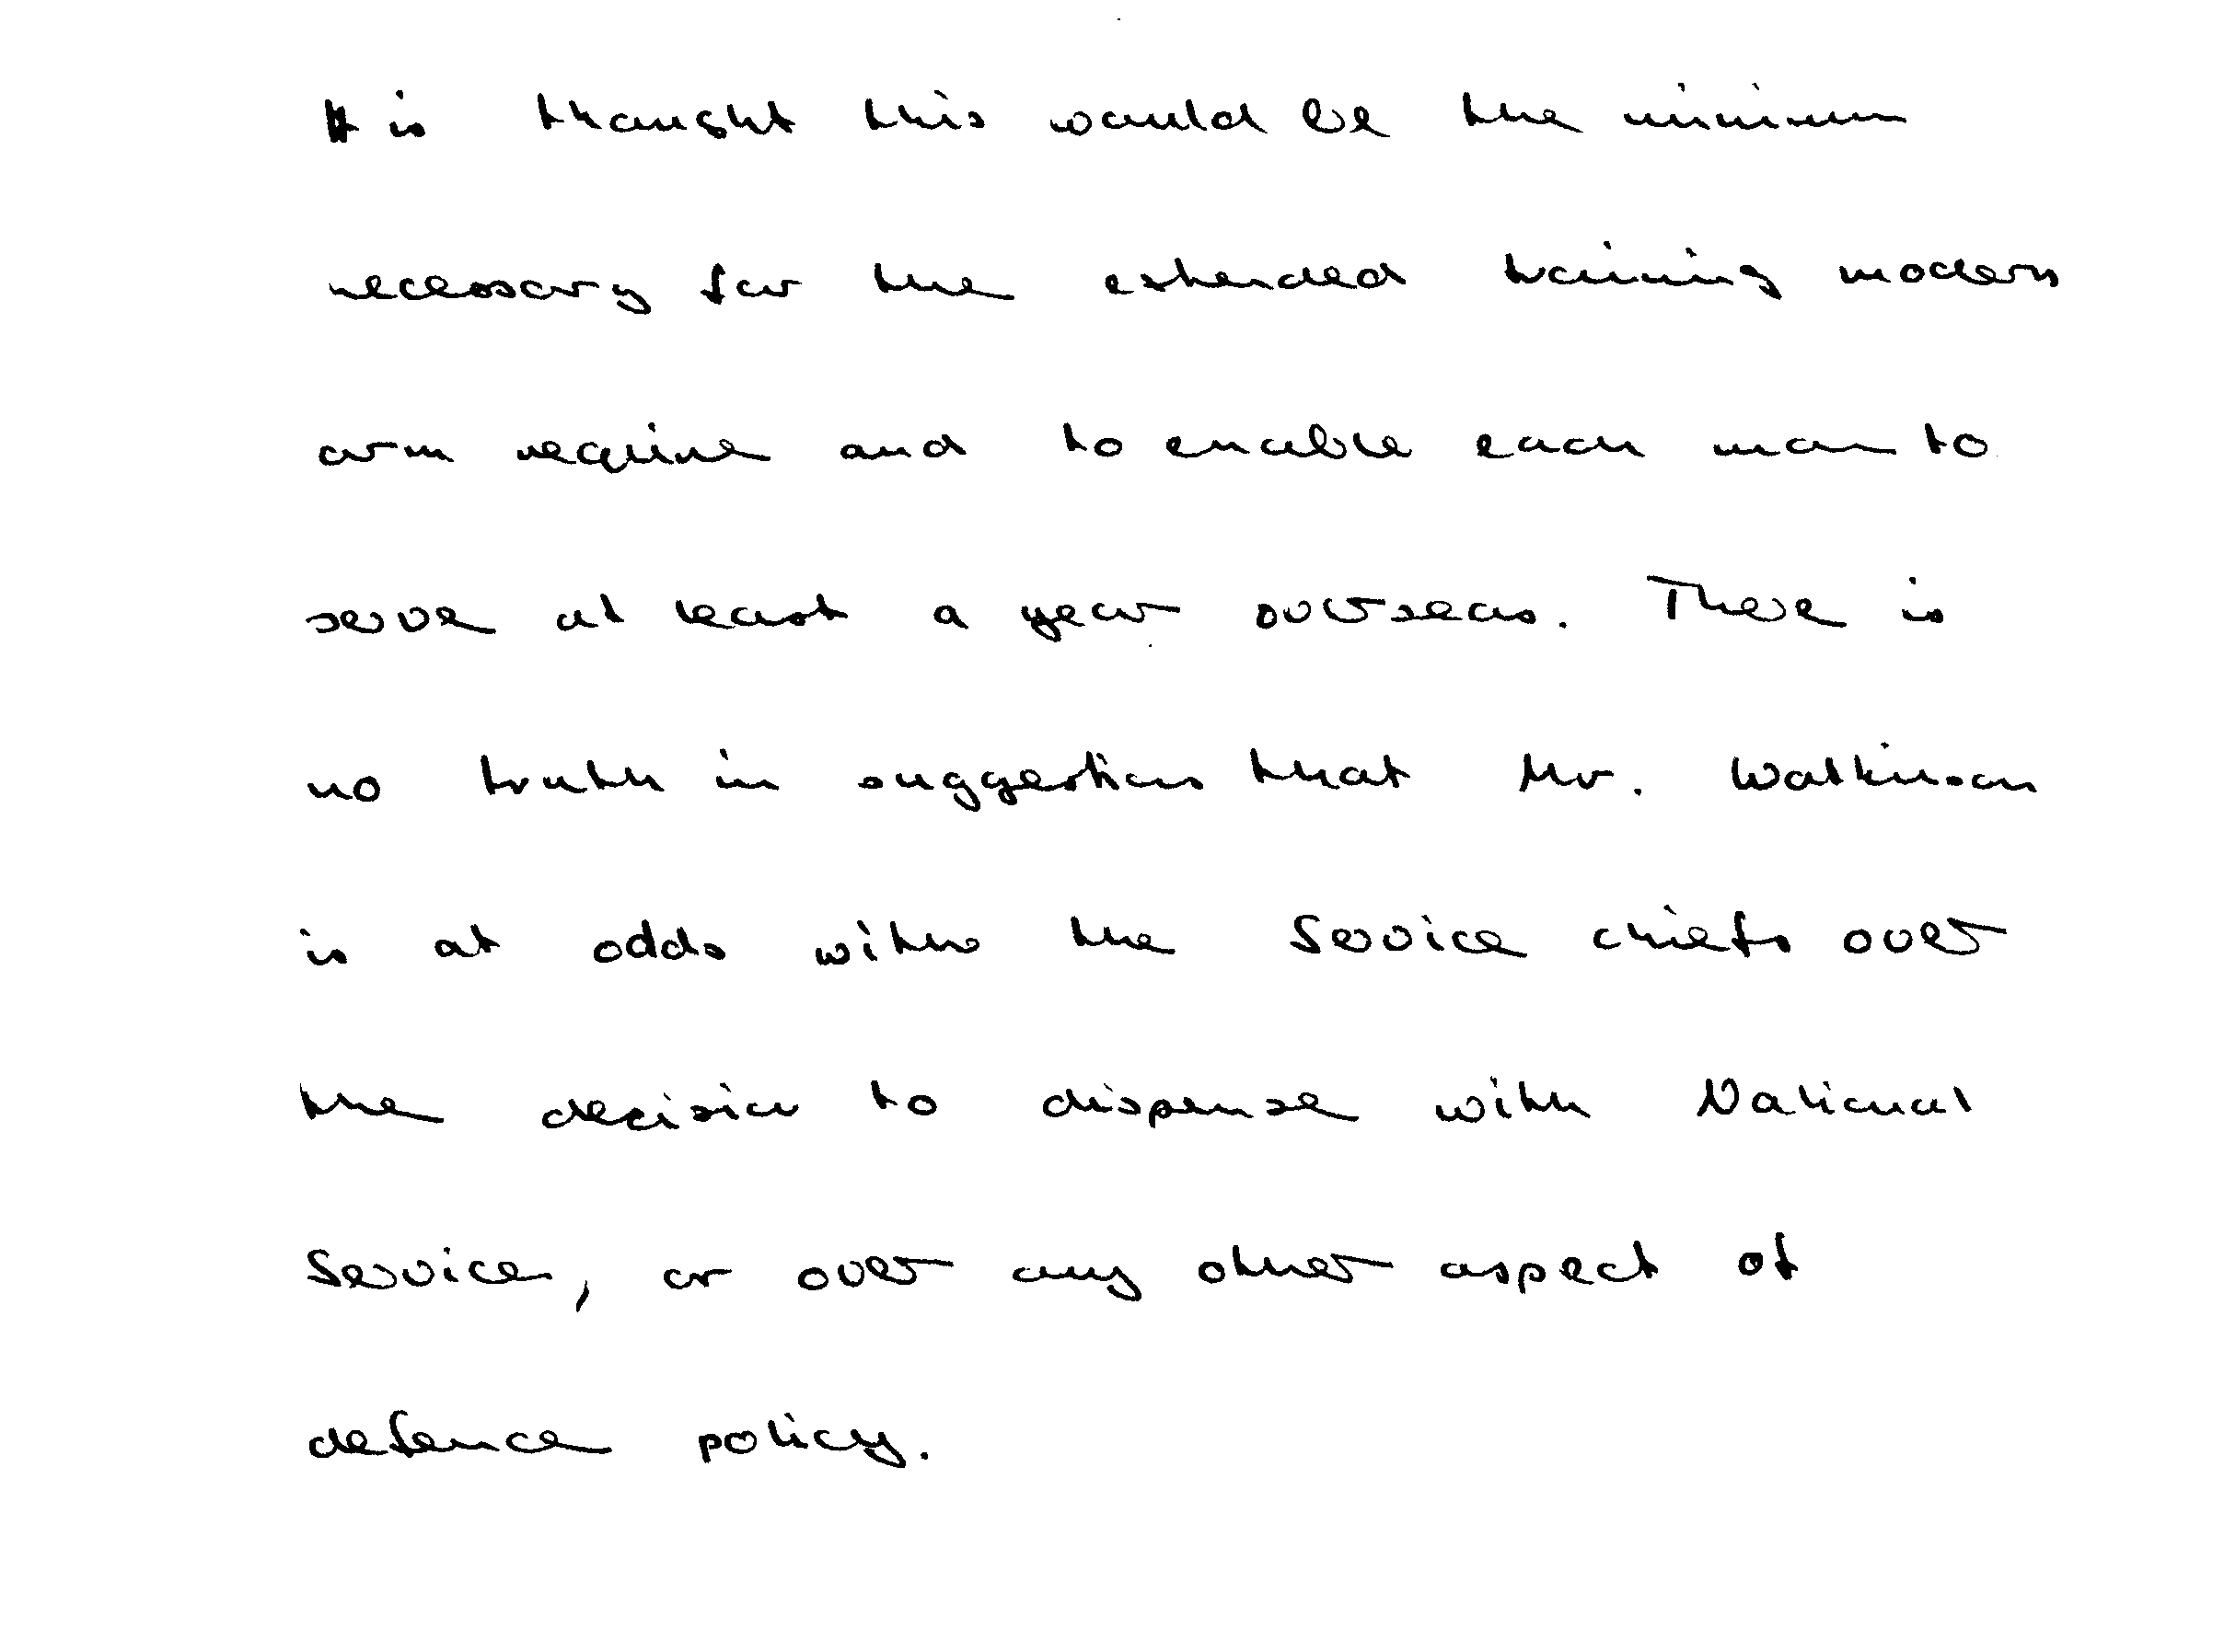 It is thought this would be the minimum
necessary for the extended training modern
arm require and to enable each man to
serve at least a year overseas. There is
no truth in suggestions that Mr. Watkinson
is at odds with the Service chiefs over
the decision to dispense with National
Service, or over any other aspect of
defence policy.